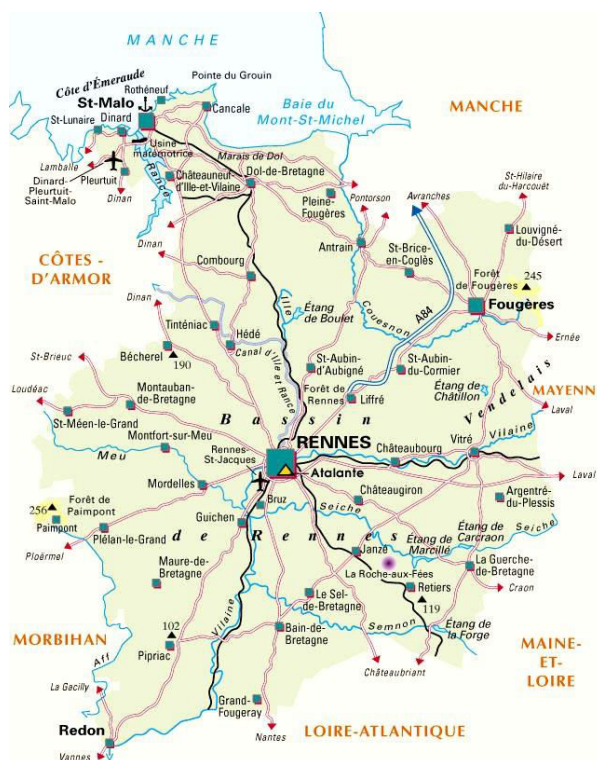 MANCHE
Côte d'Émeraude
Rothéneuf
Pointe du Grouin
St-Malo
Cancale
Baie du
Mont-St-Michel
MANCHE
St-Lunaire
Dinard
Usine
marémotrice
Marais de Dol
Lamballe
Rance
Châteauneuf
d'Ille-et-Vilaine
Dol-de-Bretagne
Dinard-
Pleurtuit-
Saint-Malo
Pleurtuit
Dinan
Pleine-
Fougères
Pontorson
Avranches
St-Hilaire
du-Harcouët
Louvigné-
du-Désert
Dinan
Antrain
St-Brice-
en-Coglès
CÔTES -
D'ARMOR
Combourg
Forêt
de Fougères
245
Dinan
Ille
Étang
de Boulet
Couesnon
A84
Fougères
Tinténiac
Hédé
Canal d'Ille et Rance
Ernée
St-Brieuc
Bécherel
190
St-Aubin
d'Aubigné
St-Aubin-
du-Cormier
Forêt de
Rennes
Liffré
Étang de
Châtillon
Vendelais
MAYENN
Loudéac
Montauban-
de-Bretagne
St-Méen-le-Grand
Bassin
Laval
Montfort-sur-Meu
Meu
Rennes-
St-Jacques
RENNES
Atalante
Châteaubourg
Vitré
Vilaine
Laval
Mordelles
Bruz
Châteaugiron
Argentré-
du-Plessis
Forêt de
Paimpont
256
Paimpont
Guichen
Seiche
Étang de
Carcraon
Seiche
Plélan-le-Grand
de Rennes
Étang de
Marcillé
Ploërmel
Janzé
Maure-de-
Bretagne
La Roche-aux-Fées
La Guerche-
de-Bretagne
Retiers
119
Craon
Le Sel-
de-Bretagne
Vilaine
Semnon
Étang de
la Forge
102
Pipriac
Bain-de-
Bretagne
MORBIHAN
Aff
MAINE-
ET-
LOIRE
Châteaubriant
La Gacilly
Grand-
Fougeray
LOIRE-ATLANTIQUE
Redon
Nantes
Vannes